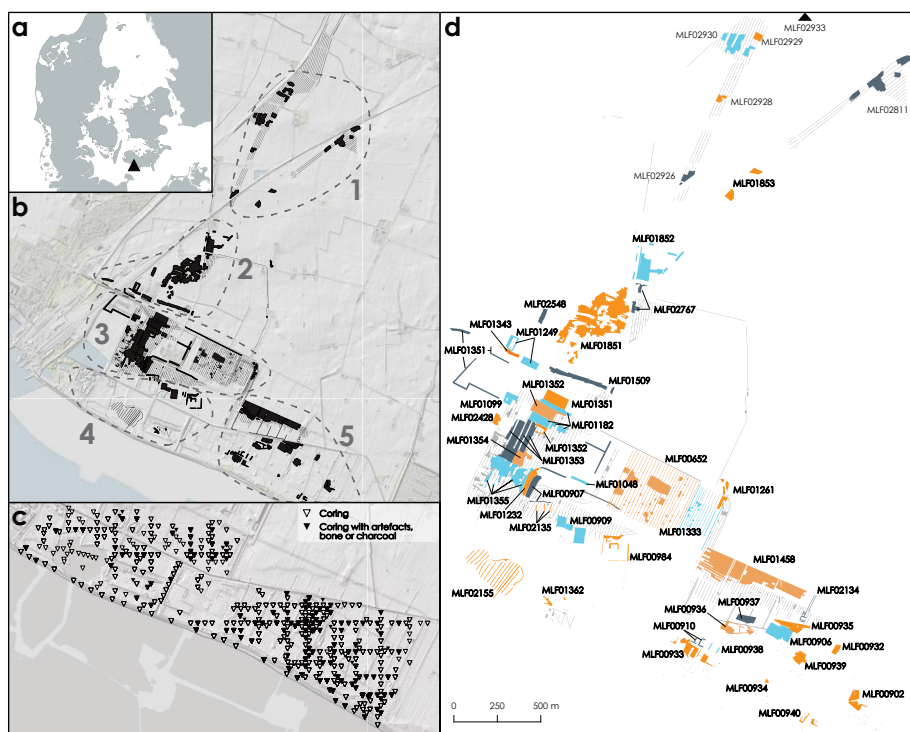 a
b
1
2
3
4
5
c
Coring
Coring with artefacts,
bone or charcoal
d
MLF02933
MLF02930
MLF02929
MLF02928
MLF02811
MLF02926
MLF01853
MLF01852
MLF02548
MLF02767
MLF01343
MLF01249
MLF01351
MLF01851
MLF01509
MLF01352
MLF01099
MLF01351
MLF02428
MLF01182
MLF01352
MLF01354
MLF01353
MLF00652
MLF01048
MLF01261
MLF01355
MLF00907
MLF01232
MLF02135
MLF00909
MLF01333
MLF00984
MLF01458
MLF02155
MLF01362
MLF02134
MLF00936
MLF00937
MLF00910
MLF00935
MLF00906
MLF00932
MLF00938
MLF00933
MLF00939
MLF00934
MLF00902
MLF00940
0 250 500 m